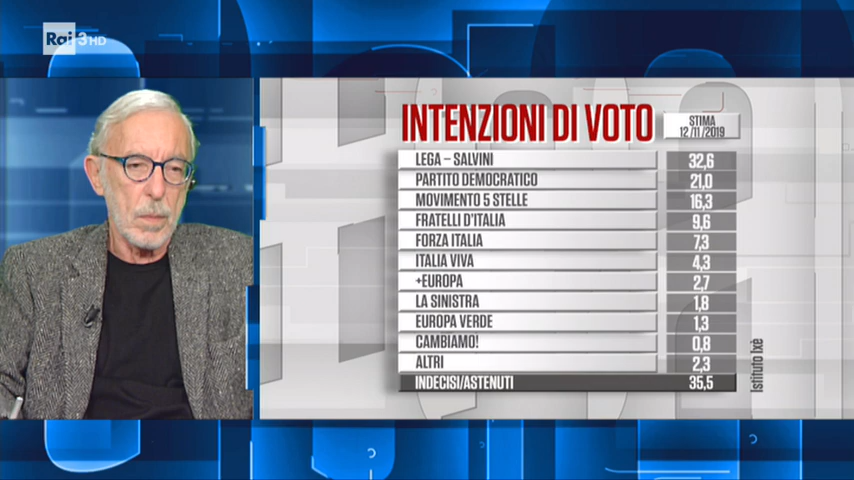 Rai 3HD
INTENZIONI DI VOTO
STIMA
12/11/2019
LEGA – SALVINI 32,6
PARTITO DEMOCRATICO 21,0
MOVIMENTO 5 STELLE 16,3
FRATELLI D'ITALIA 9,6
FORZA ITALIA 7,3
ITALIA VIVA 4,3
+EUROPA 2,7
LA SINISTRA 1,8
EUROPA VERDE 1,3
CAMBIAMO! 0,8
ALTRI 2,3
INDECISI/ASTENUTI 35,5
Istituto Ixè